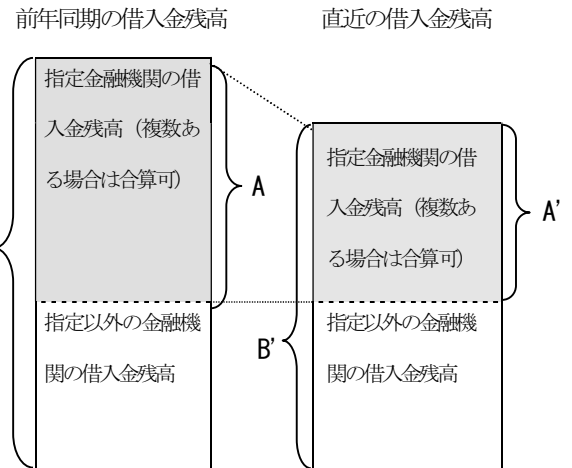 前年同期の借入金残高
指定金融機関の借
入金残高（複数あ
る場合は合算可）
A
指定以外の金融機
関の借入金残高
直近の借入金残高
指定金融機関の借
入金残高（複数あ
る場合は合算可）
A’
B’
指定以外の金融機
関の借入金残高